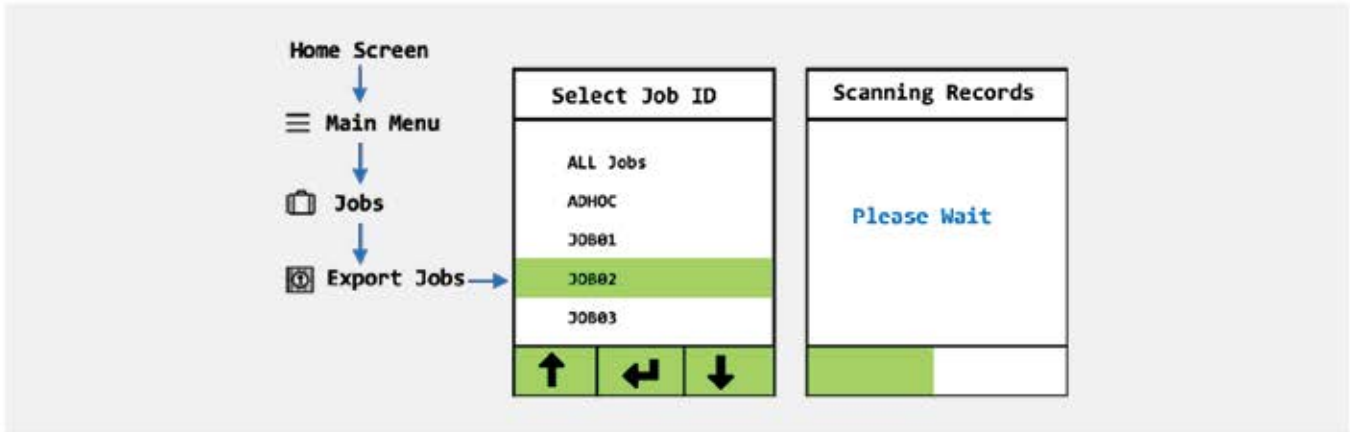 Home Screen
Main Menu
Jobs
Export Jobs
Select Job ID
ALL Jobs
ADHOC
JOB01
JOB02
JOB03
Scanning Records
Please Wait